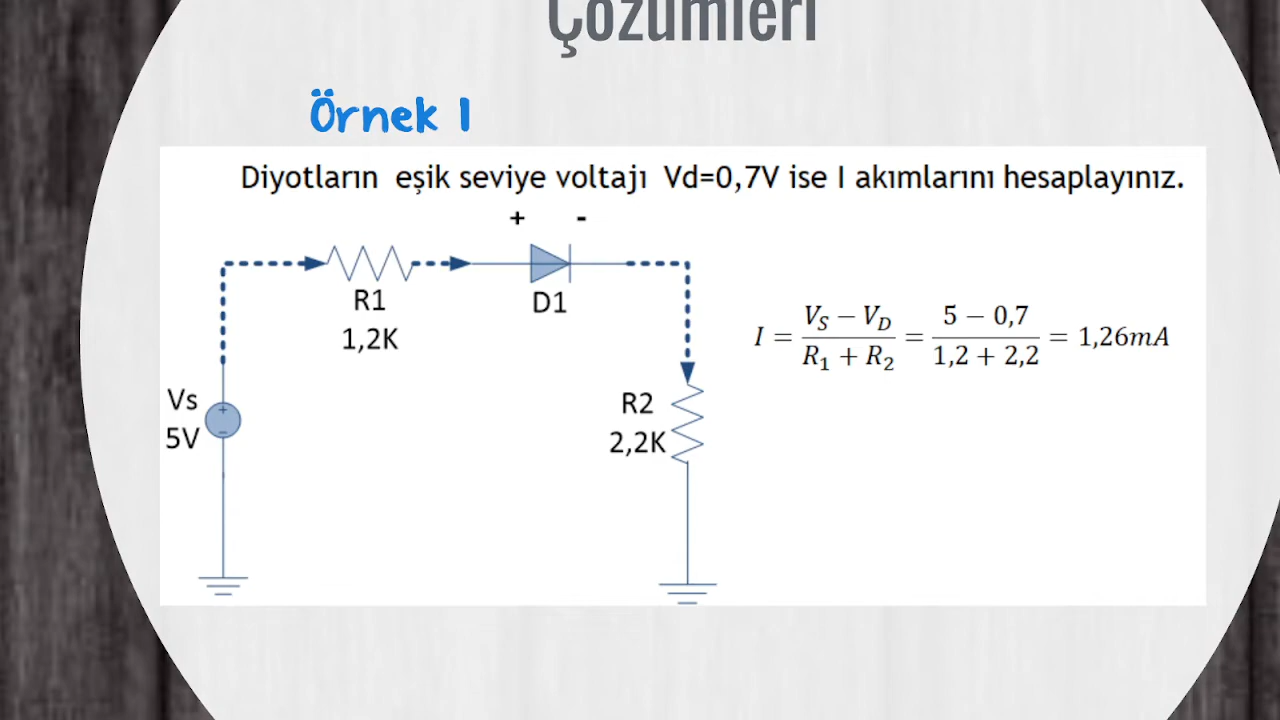 Çözümleri
Örnek 1
Diyotların eşik seviye voltajı Vd=0,7V ise I akımlarını hesaplayınız.
+ -
R1
1,2K
D1
I = (V_S − V_D)/(R_1 + R_2) = (5 − 0,7)/(1,2 + 2,2) = 1,26mA
Vs
5V
+
-
R2
2,2K